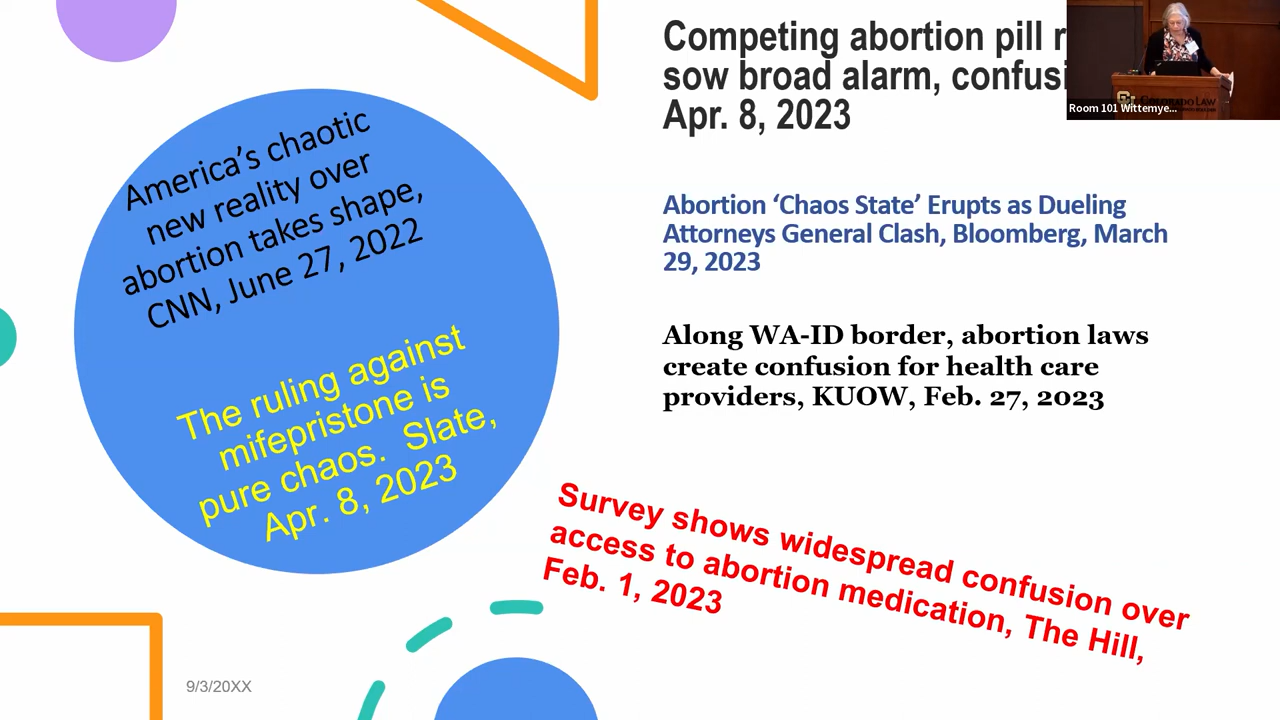 America's chaotic
new reality over
abortion takes shape,
CNN, June 27, 2022
The ruling against
mifepristone is
pure chaos. Slate,
Apr. 8, 2023
Competing abortion pill
sow broad alarm,
Apr. 8, 2023
Abortion ‘Chaos State’ Erupts as Dueling
Attorneys General Clash, Bloomberg, March
29, 2023
Along WA-ID border, abortion laws
create confusion for health care
providers, KUOW, Feb. 27, 2023
Survey shows widespread confusion over
access to abortion medication, The Hill,
Feb. 1, 2023
9/3/20XX
COLORADO LAW
Room 101 Wittemye...